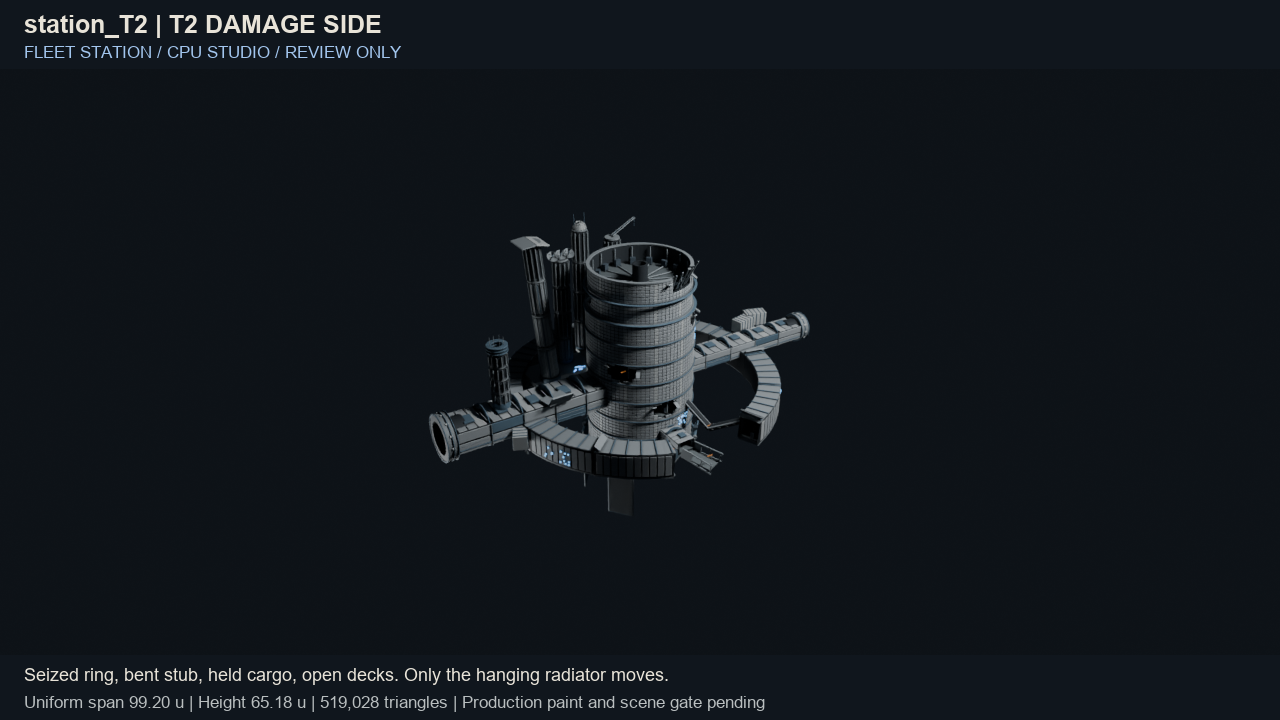 station_T2 | T2 DAMAGE SIDE
FLEET STATION / CPU STUDIO / REVIEW ONLY
Seized ring, bent stub, held cargo, open decks. Only the hanging radiator moves.
Uniform span 99.20 u | Height 65.18 u | 519,028 triangles | Production paint and scene gate pending